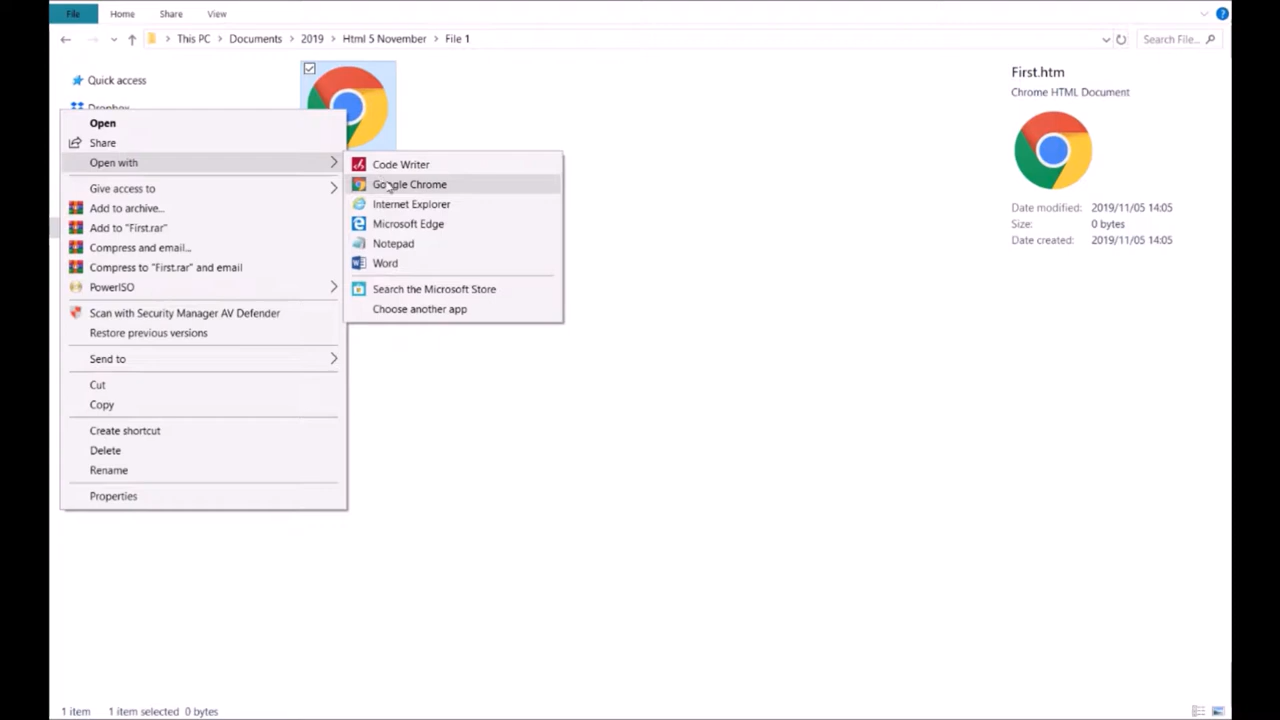 File Home Share View
This PC Documents 2019 Html 5 November File 1 Search File...
Quick access
Dropbox
Open
Share
Open with
Give access to
Add to archive...
Add to "First.rar"
Compress and email...
Compress to "First.rar" and email
PowerISO
Scan with Security Manager AV Defender
Restore previous versions
Send to
Cut
Copy
Create shortcut
Delete
Rename
Properties
Code Writer
Google Chrome
Internet Explorer
Microsoft Edge
Notepad
Word
Search the Microsoft Store
Choose another app
First.htm
Chrome HTML Document
Date modified: 2019/11/05 14:05
Size: 0 bytes
Date created: 2019/11/05 14:05
1 item 1 item selected 0 bytes